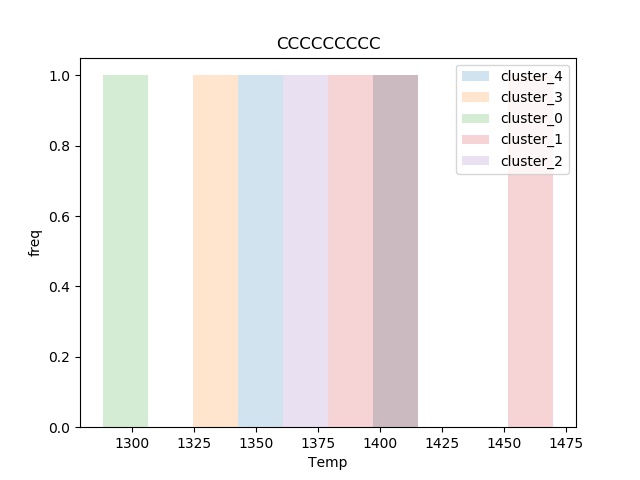 CCCCCCCCC
cluster_4
cluster_3
cluster_0
cluster_1
cluster_2
freq
1.0
0.8
0.6
0.4
0.2
0.0
1300 1325 1350 1375 1400 1425 1450 1475
Temp